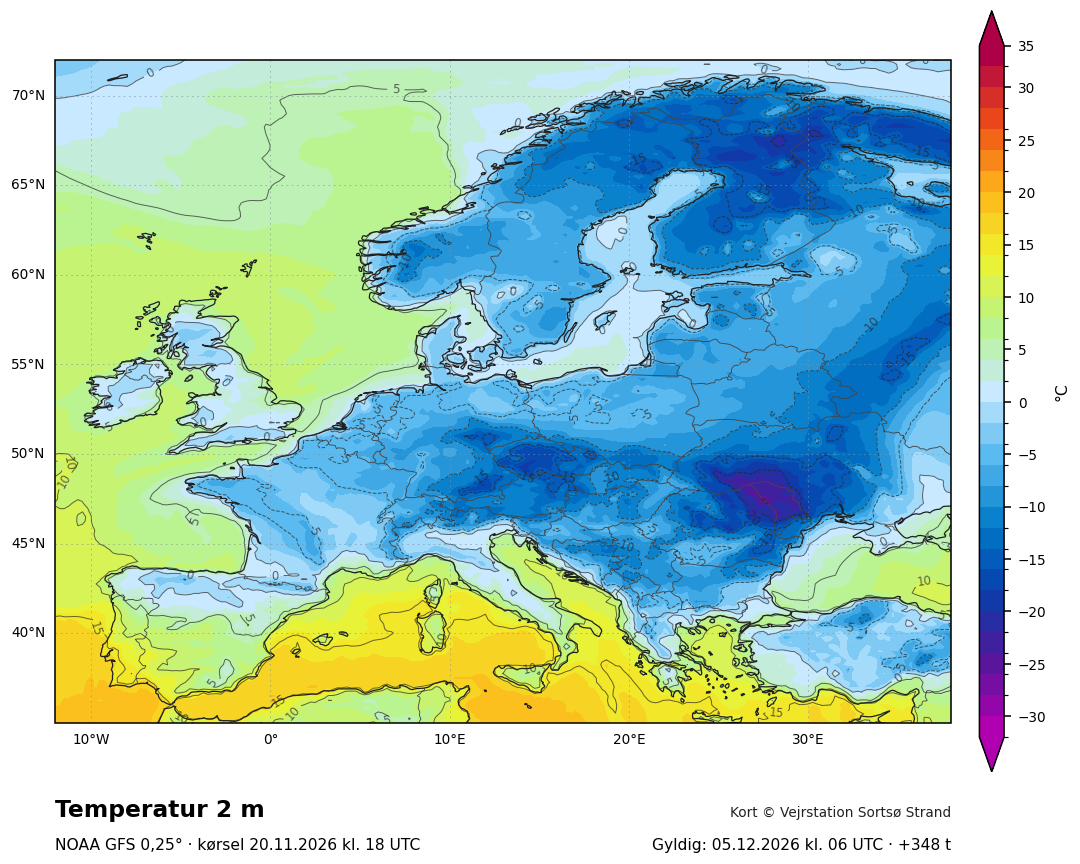 70°N
65°N
60°N
55°N
50°N
45°N
40°N
10°W
0°
10°E
20°E
30°E
35
30
25
20
15
10
5
0
−5
−10
−15
−20
−25
−30
°C
Temperatur 2 m
Kort © Vejrstation Sortsø Strand
NOAA GFS 0,25° · kørsel 20.11.2026 kl. 18 UTC
Gyldig: 05.12.2026 kl. 06 UTC · +348 t